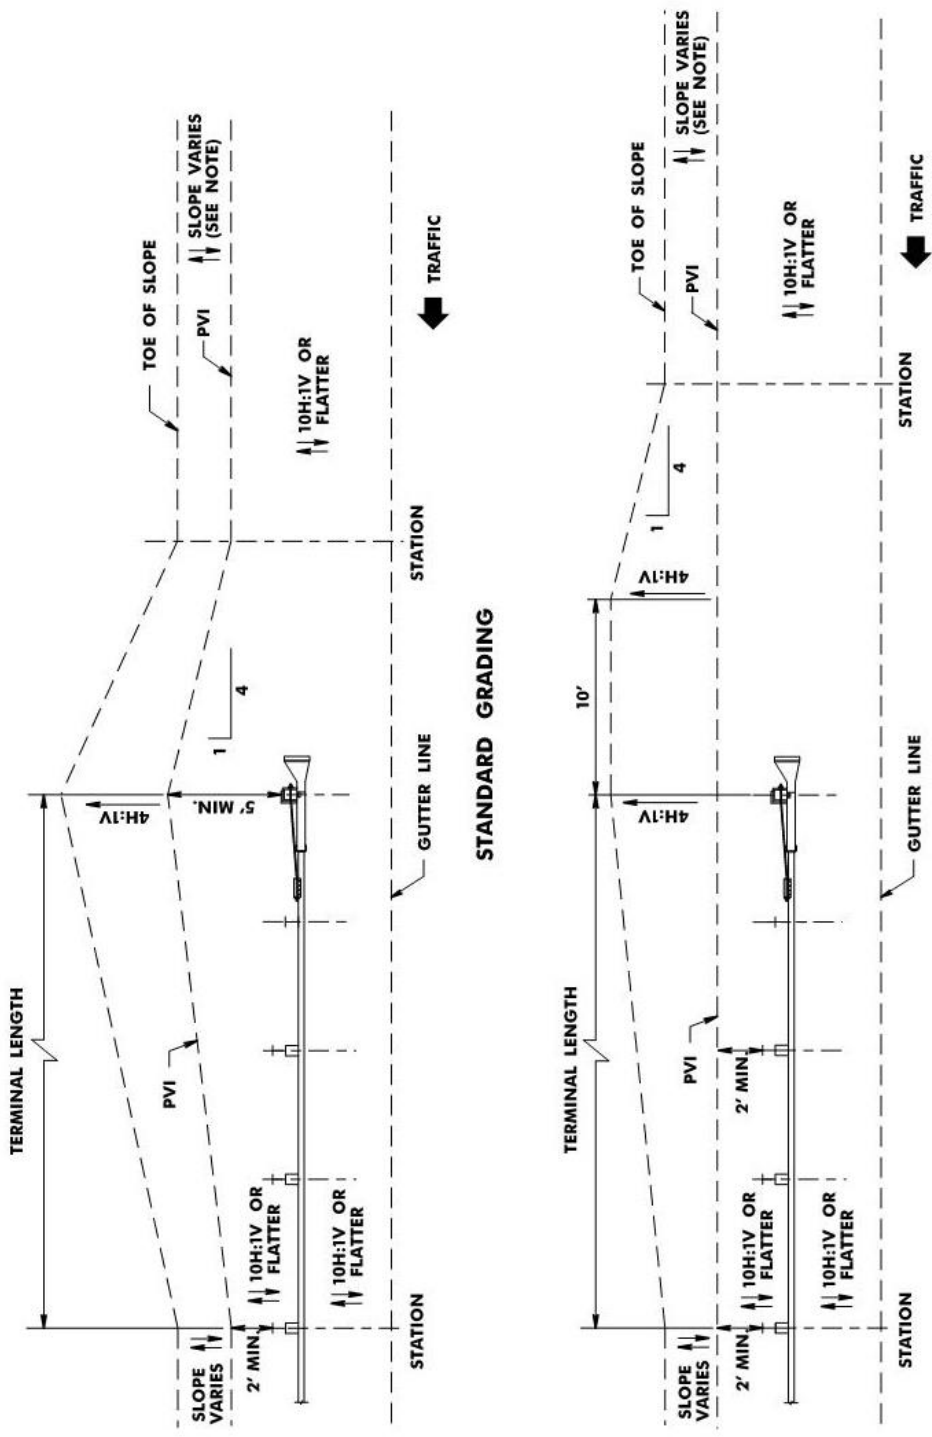 TERMINAL LENGTH
TOE OF SLOPE
SLOPE VARIES
(SEE NOTE)
PVI
4H:1V
5' MIN.
PVI
1
4
10H:1V OR
FLATTER
SLOPE
VARIES
2' MIN.
10H:1V OR
FLATTER
10H:1V OR
FLATTER
TRAFFIC
STATION
GUTTER LINE
STATION
STANDARD GRADING
TERMINAL LENGTH
10'
TOE OF SLOPE
SLOPE VARIES
(SEE NOTE)
4H:1V
4H:1V
1
4
PVI
PVI
SLOPE
VARIES
2' MIN.
2' MIN.
10H:1V OR
FLATTER
10H:1V OR
FLATTER
10H:1V OR
FLATTER
TRAFFIC
STATION
GUTTER LINE
STATION